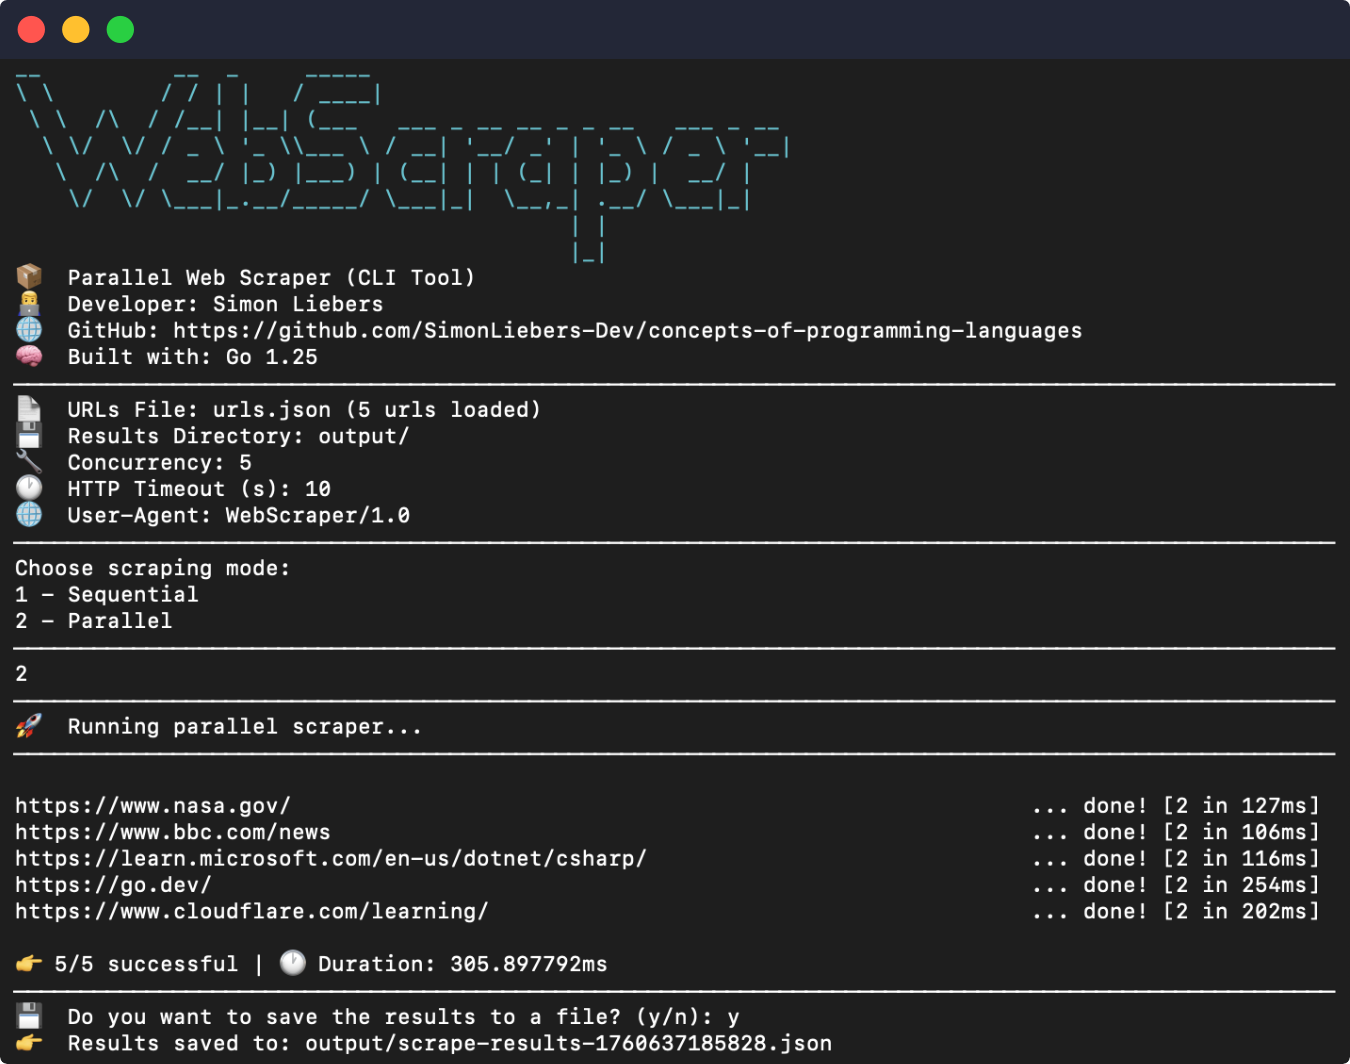 WebScraper
📦 Parallel Web Scraper (CLI Tool)
👨‍💻 Developer: Simon Liebers
🌐 GitHub: https://github.com/SimonLiebers-Dev/concepts-of-programming-languages
🧠 Built with: Go 1.25
📄 URLs File: urls.json (5 urls loaded)
💾 Results Directory: output/
🔧 Concurrency: 5
🕐 HTTP Timeout (s): 10
🌐 User-Agent: WebScraper/1.0
Choose scraping mode:
1 - Sequential
2 - Parallel
2
🚀 Running parallel scraper...
https://www.nasa.gov/ ... done! [2 in 127ms]
https://www.bbc.com/news ... done! [2 in 106ms]
https://learn.microsoft.com/en-us/dotnet/csharp/ ... done! [2 in 116ms]
https://go.dev/ ... done! [2 in 254ms]
https://www.cloudflare.com/learning/ ... done! [2 in 202ms]
👉 5/5 successful | 🕐 Duration: 305.897792ms
💾 Do you want to save the results to a file? (y/n): y
👉 Results saved to: output/scrape-results-1760637185828.json